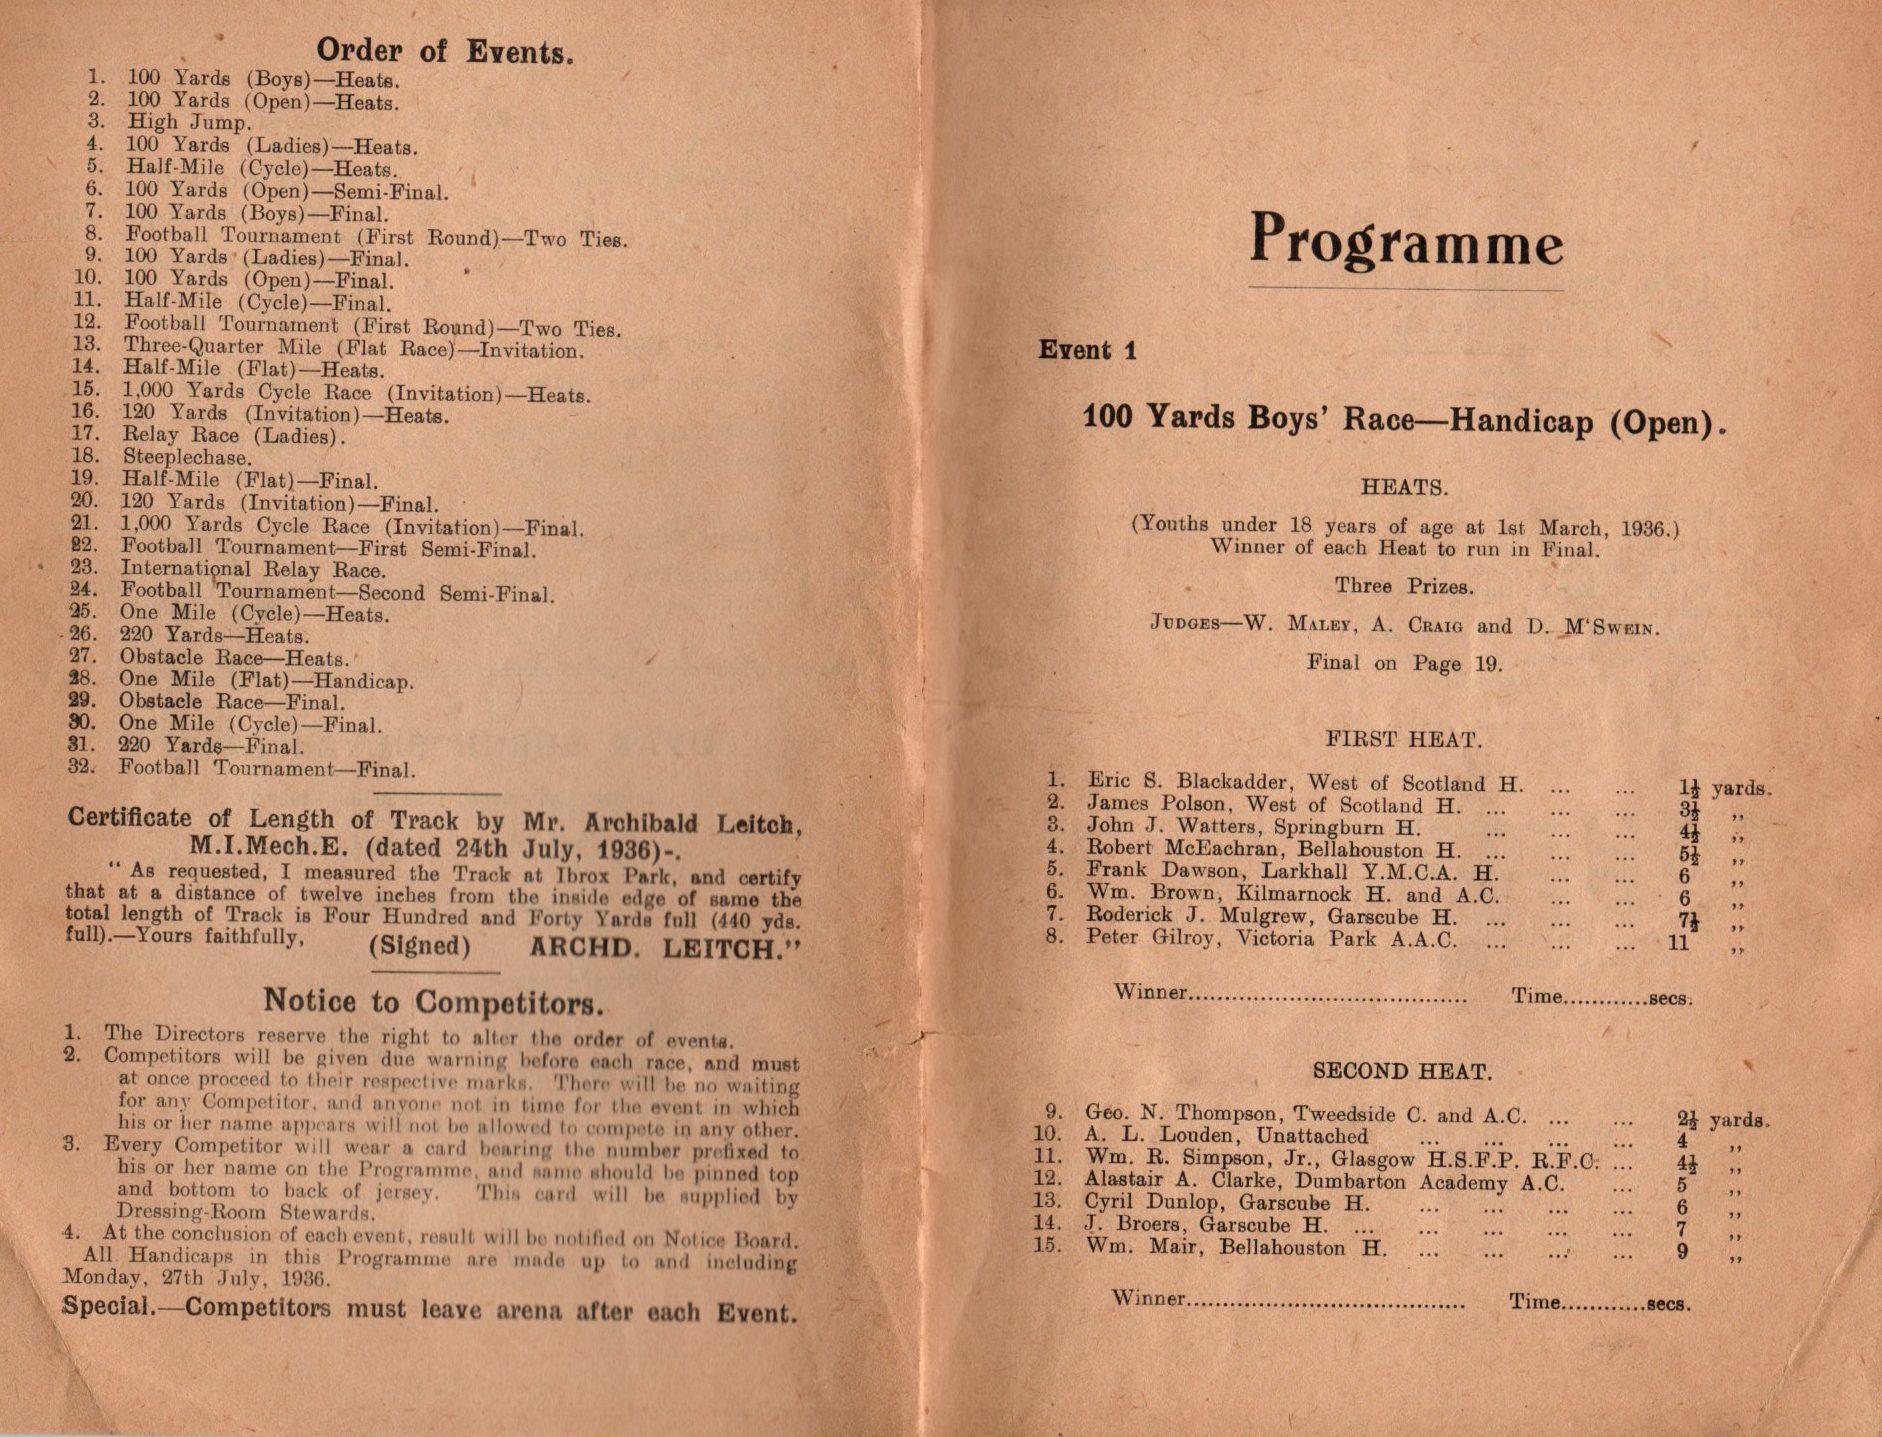 Order of Events.
1. 100 Yards (Boys)—Heats.
2. 100 Yards (Open)—Heats.
3. High Jump.
4. 100 Yards (Ladies)—Heats.
5. Half-Mile (Cycle)—Heats.
6. 100 Yards (Open)—Semi-Final.
7. 100 Yards (Boys)—Final.
8. Football Tournament (First Round)—Two Ties.
9. 100 Yards (Ladies)—Final.
10. 100 Yards (Open)—Final.
11. Half-Mile (Cycle)—Final.
12. Football Tournament (First Round)—Two Ties.
13. Three-Quarter Mile (Flat Race)—Invitation.
14. Half-Mile (Flat)—Heats.
15. 1,000 Yards Cycle Race (Invitation)—Heats.
16. 120 Yards (Invitation)—Heats.
17. Relay Race (Ladies).
18. Steeplechase.
19. Half-Mile (Flat)—Final.
20. 120 Yards (Invitation)—Final.
21. 1,000 Yards Cycle Race (Invitation)—Final.
22. Football Tournament—First Semi-Final.
23. International Relay Race.
24. Football Tournament—Second Semi-Final.
25. One Mile (Cycle)—Heats.
26. 220 Yards—Heats.
27. Obstacle Race—Heats.
28. One Mile (Flat)—Handicap.
29. Obstacle Race—Final.
30. One Mile (Cycle)—Final.
31. 220 Yards—Final.
32. Football Tournament—Final.
Certificate of Length of Track by Mr. Archibald Leitch,
M.I.Mech.E. (dated 24th July, 1936)-.
" As requested, I measured the Track at Ibrox Park, and certify
that at a distance of twelve inches from the inside edge of same the
total length of Track is Four Hundred and Forty Yards full (440 yds.
full).—Yours faithfully, (Signed) ARCHD. LEITCH."
Notice to Competitors.
1. The Directors reserve the right to alter the order of events.
2. Competitors will be given due warning before each race, and must
at once proceed to their respective marks. There will be no waiting
for any Competitor, and anyone not in time for the event in which
his or her name appears will not be allowed to compete in any other.
3. Every Competitor will wear a card bearing the number prefixed to
his or her name on the Programme, and same should be pinned top
and bottom to back of jersey. This card will be supplied by
Dressing-Room Stewards.
4. At the conclusion of each event, result will be notified on Notice Board.
All Handicaps in this Programme are made up to and including
Monday, 27th July, 1936.
Special.—Competitors must leave arena after each Event.
Programme
Event 1
100 Yards Boys' Race—Handicap (Open).
HEATS.
(Youths under 18 years of age at 1st March, 1936.)
Winner of each Heat to run in Final.
Three Prizes.
JUDGES—W. MALEY, A. CRAIG and D. M'SWEIN.
Final on Page 19.
FIRST HEAT.
1. Eric S. Blackadder, West of Scotland H. ... ... 1½ yards.
2. James Polson, West of Scotland H. ... ... ... 3½ ,,
3. John J. Watters, Springburn H. ... ... ... 4½ ,,
4. Robert McEachran, Bellahouston H. ... ... ... 5½ ,,
5. Frank Dawson, Larkhall Y.M.C.A. H. ... ... 6 ,,
6. Wm. Brown, Kilmarnock H. and A.C. ... ... 6 ,,
7. Roderick J. Mulgrew, Garscube H. ... ... ... 7½ ,,
8. Peter Gilroy, Victoria Park A.A.C. ... ... ... 11 ,,
Winner...................................... Time............secs.
SECOND HEAT.
9. Geo. N. Thompson, Tweedside C. and A.C. ... ... 2½ yards.
10. A. L. Louden, Unattached ... ... ... ... 4 ,,
11. Wm. R. Simpson, Jr., Glasgow H.S.F.P. R.F.C. ... 4½ ,,
12. Alastair A. Clarke, Dumbarton Academy A.C. ... 5 ,,
13. Cyril Dunlop, Garscube H. ... ... ... ... 6 ,,
14. J. Broers, Garscube H. ... ... ... ... ... 7 ,,
15. Wm. Mair, Bellahouston H. ... ... ... ... 9 ,,
Winner...................................... Time............secs.